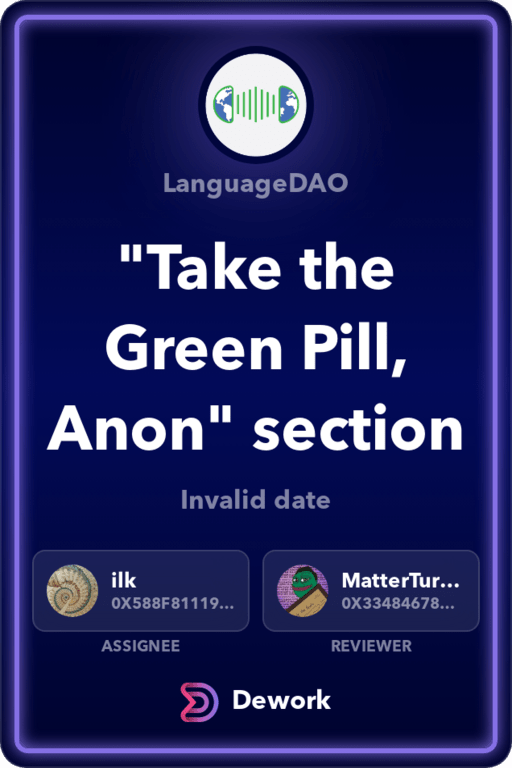 LanguageDAO
"Take the
Green Pill,
Anon" section
Invalid date
ilk
0X588F81119...
ASSIGNEE
MatterTur...
0X33484678...
REVIEWER
Dework